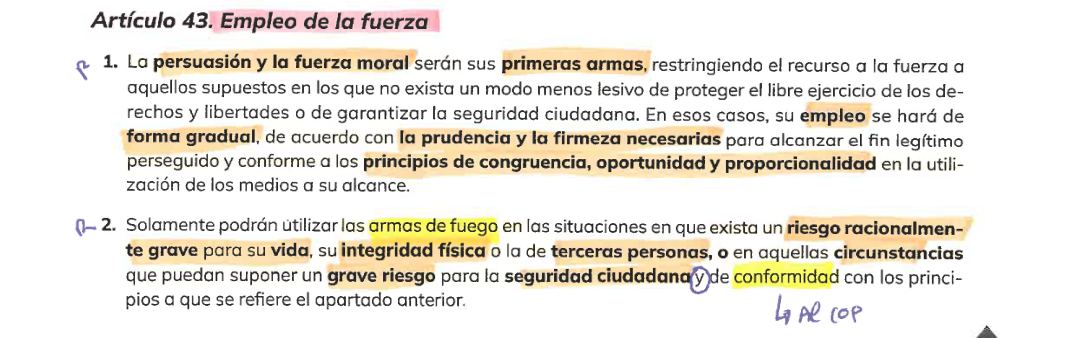 Artículo 43. Empleo de la fuerza
1. La persuasión y la fuerza moral serán sus primeras armas, restringiendo el recurso a la fuerza a
aquellos supuestos en los que no exista un modo menos lesivo de proteger el libre ejercicio de los de-
rechos y libertades o de garantizar la seguridad ciudadana. En esos casos, su empleo se hará de
forma gradual, de acuerdo con la prudencia y la firmeza necesarias para alcanzar el fin legítimo
perseguido y conforme a los principios de congruencia, oportunidad y proporcionalidad en la utili-
zación de los medios a su alcance.
2. Solamente podrán utilizar las armas de fuego en las situaciones en que exista un riesgo racionalmen-
te grave para su vida, su integridad física o la de terceras personas, o en aquellas circunstancias
que puedan suponer un grave riesgo para la seguridad ciudadana y de conformidad con los princi-
pios a que se refiere el apartado anterior.
↳ Al COP